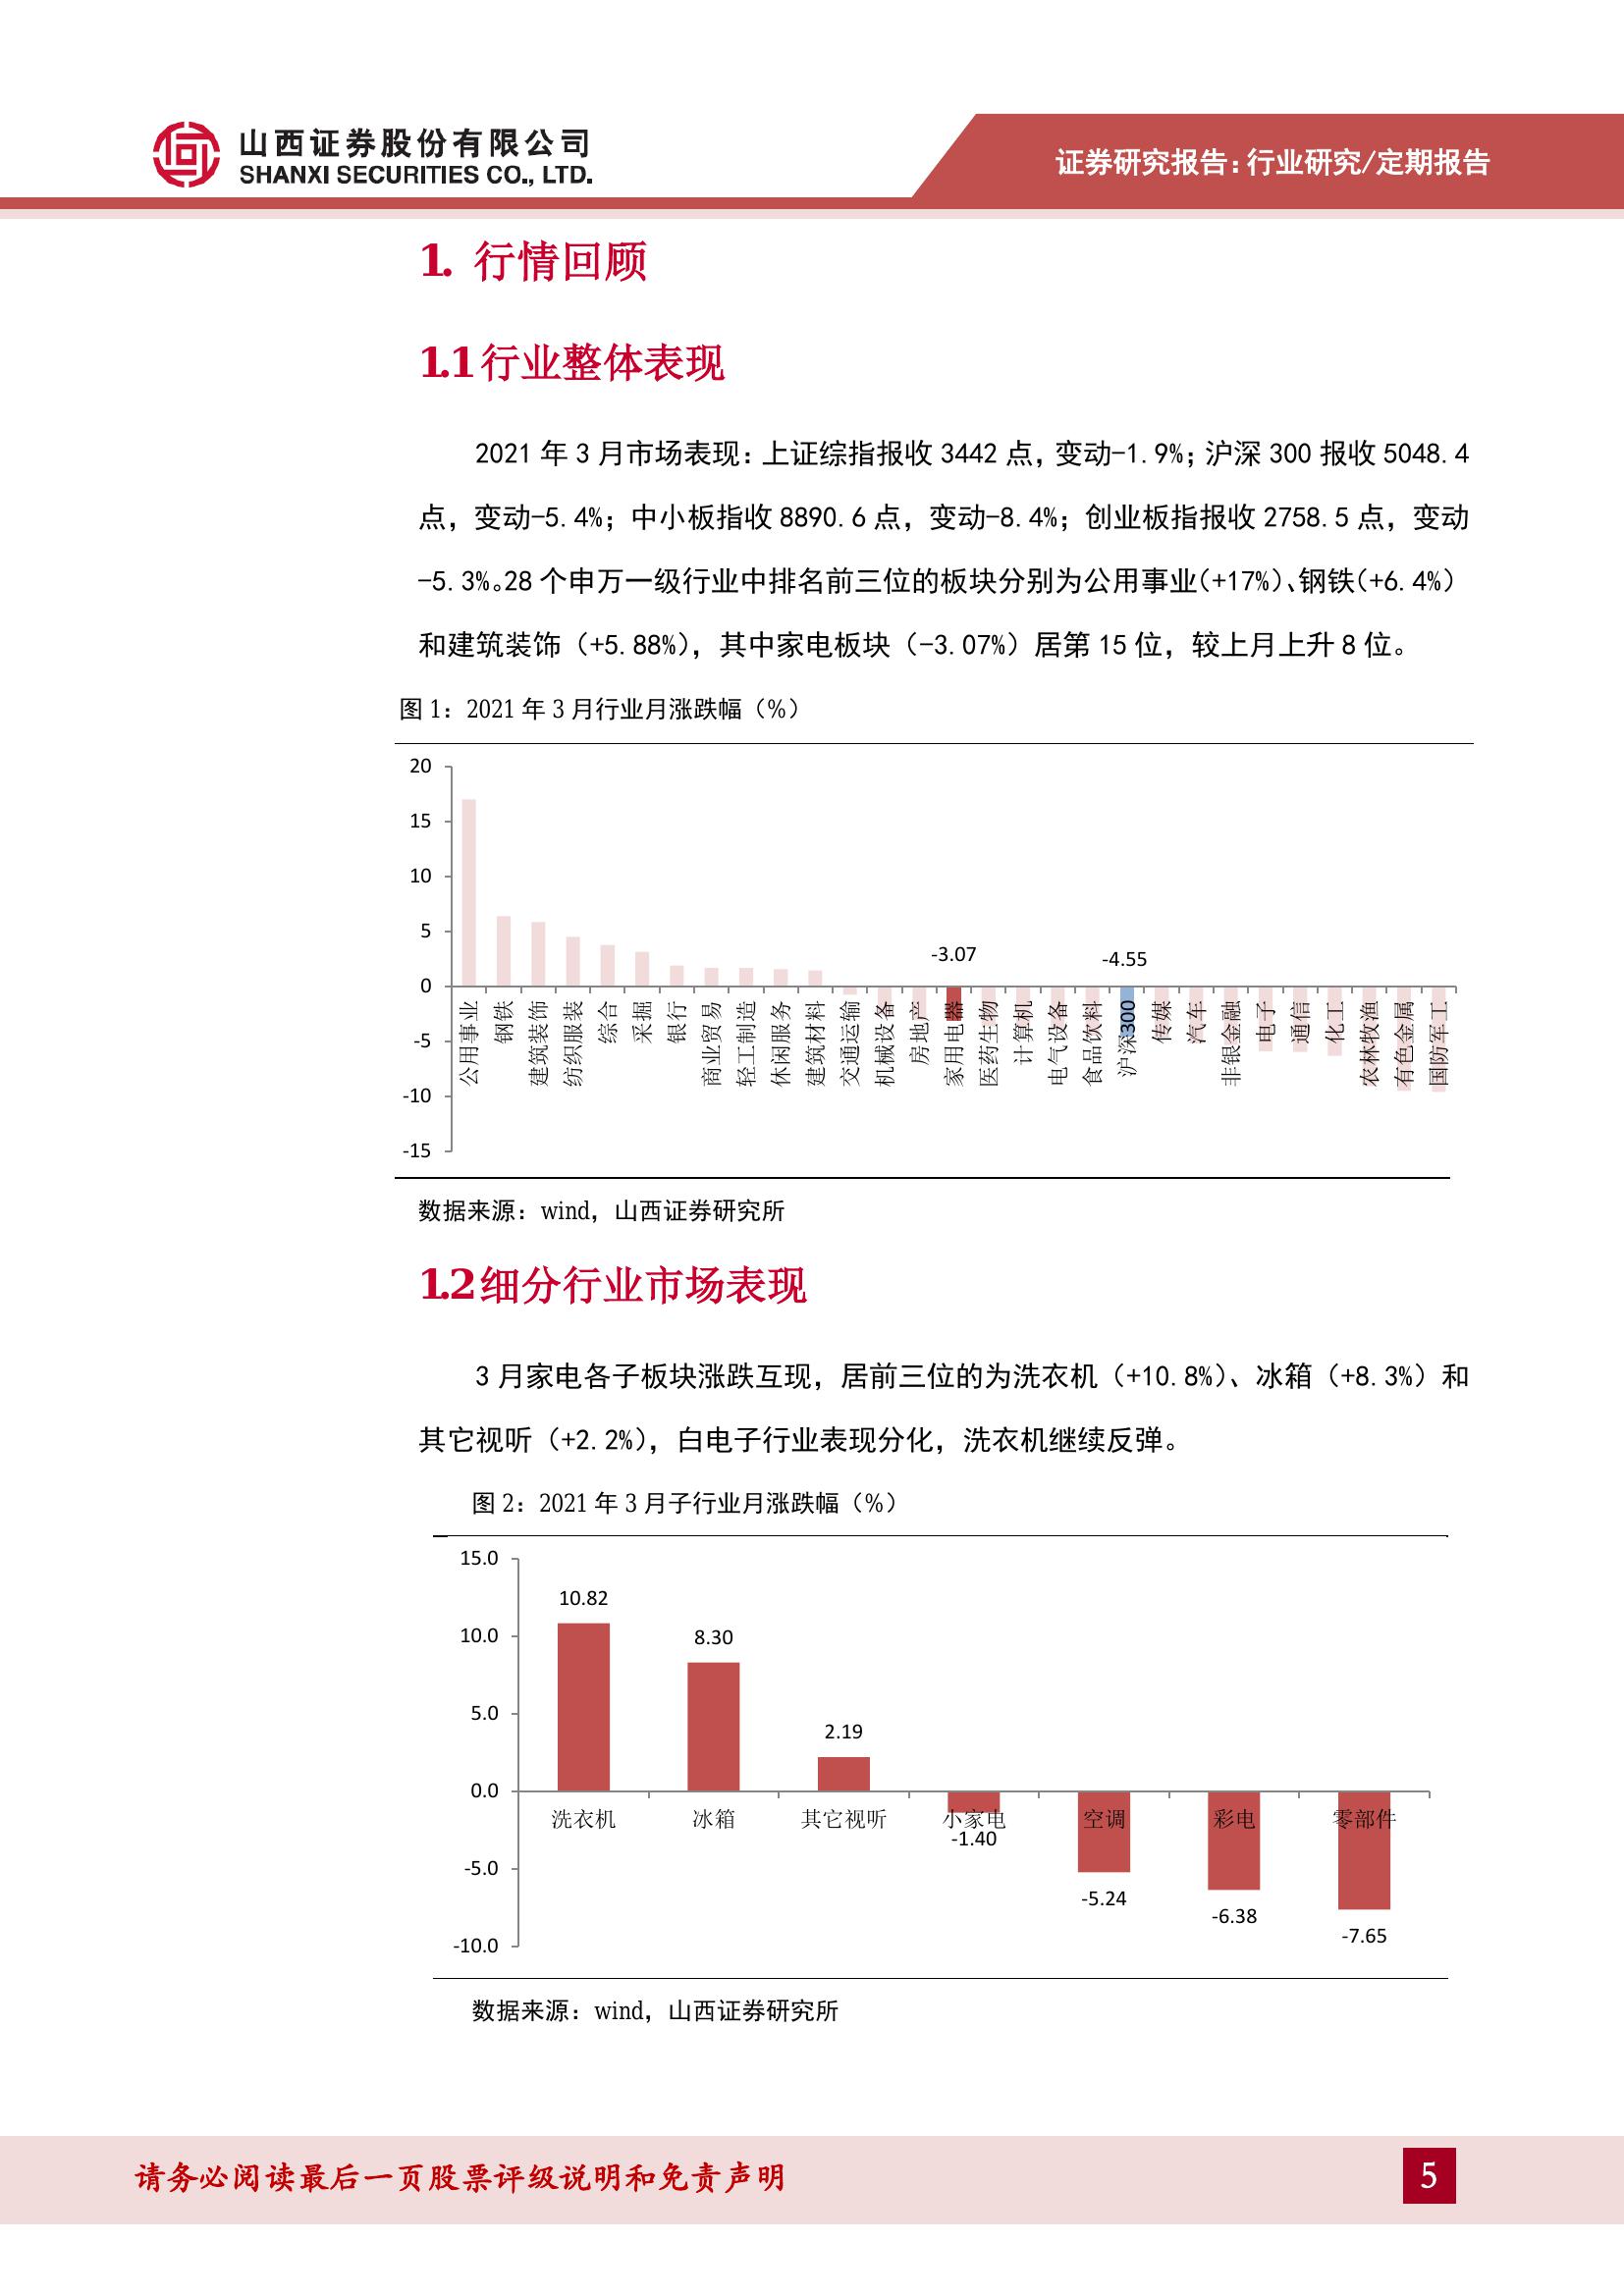 山西证券股份有限公司
SHANXI SECURITIES CO., LTD.
证券研究报告:行业研究/定期报告
1. 行情回顾
1.1 行业整体表现
2021 年 3 月市场表现：上证综指报收 3442 点，变动-1.9%；沪深 300 报收 5048.4
点，变动-5.4%；中小板指收 8890.6 点，变动-8.4%；创业板指报收 2758.5 点，变动
-5.3%。28 个申万一级行业中排名前三位的板块分别为公用事业（+17%）、钢铁（+6.4%）
和建筑装饰（+5.88%），其中家电板块（-3.07%）居第 15 位，较上月上升 8 位。
图 1：2021 年 3 月行业月涨跌幅（%）
20
15
10
5
0
-5
-10
-15
-3.07
-4.55
公用事业
钢铁
建筑装饰
纺织服装
综合
采掘
银行
商业贸易
轻工制造
休闲服务
建筑材料
交通运输
机械设备
房地产
家用电器
医药生物
计算机
电气设备
食品饮料
沪深300
传媒
汽车
非银金融
电子
通信
化工
农林牧渔
有色金属
国防军工
数据来源：wind，山西证券研究所
1.2 细分行业市场表现
3 月家电各子板块涨跌互现，居前三位的为洗衣机（+10.8%）、冰箱（+8.3%）和
其它视听（+2.2%），白电子行业表现分化，洗衣机继续反弹。
图 2：2021 年 3 月子行业月涨跌幅（%）
15.0
10.0
5.0
0.0
-5.0
-10.0
10.82
8.30
2.19
-1.40
-5.24
-6.38
-7.65
洗衣机
冰箱
其它视听
小家电
空调
彩电
零部件
数据来源：wind，山西证券研究所
请务必阅读最后一页股票评级说明和免责声明
5